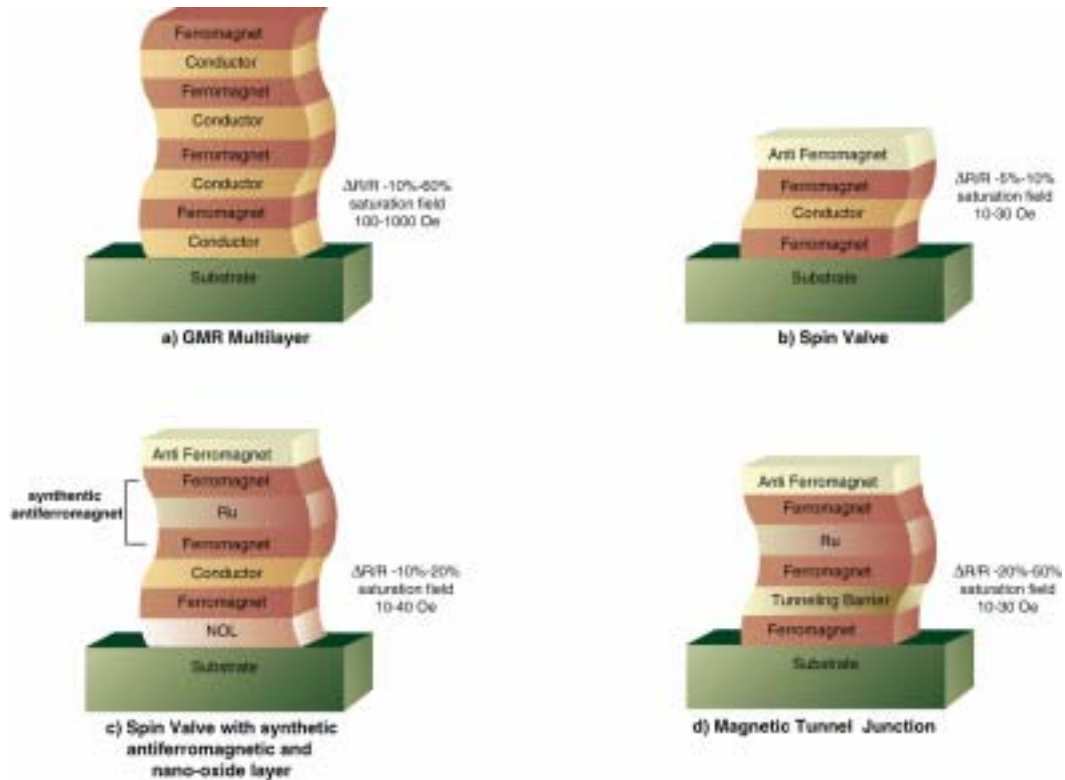 Ferromagnet
Conductor
Ferromagnet
Conductor
Ferromagnet
Conductor
Ferromagnet
Conductor
Substrate
ΔR/R ~10%-60%
saturation field
100-1000 Oe
a) GMR Multilayer
Anti Ferromagnet
Ferromagnet
Conductor
Ferromagnet
ΔR/R ~5%-10%
saturation field
10-30 Oe
b) Spin Valve
Anti Ferromagnet
Ferromagnet
Ru
Ferromagnet
Conductor
Ferromagnet
NOL
Substrate
synthentic
antiferromagnet
ΔR/R ~10%-20%
saturation field
10-40 Oe
c) Spin Valve with synthetic
antiferromagnetic and
nano-oxide layer
Anti Ferromagnet
Ferromagnet
Ru
Ferromagnet
Tunneling Barrier
Ferromagnet
Substrate
ΔR/R ~20%-50%
saturation field
10-30 Oe
d) Magnetic Tunnel Junction